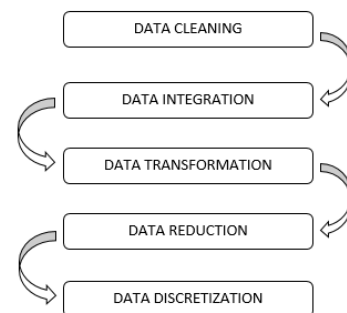 DATA CLEANING
DATA INTEGRATION
DATA TRANSFORMATION
DATA REDUCTION
DATA DISCRETIZATION